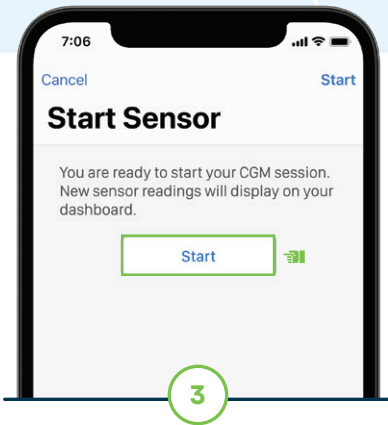 7:06
Cancel Start
Start Sensor
You are ready to start your CGM session.
New sensor readings will display on your
dashboard.
Start
3